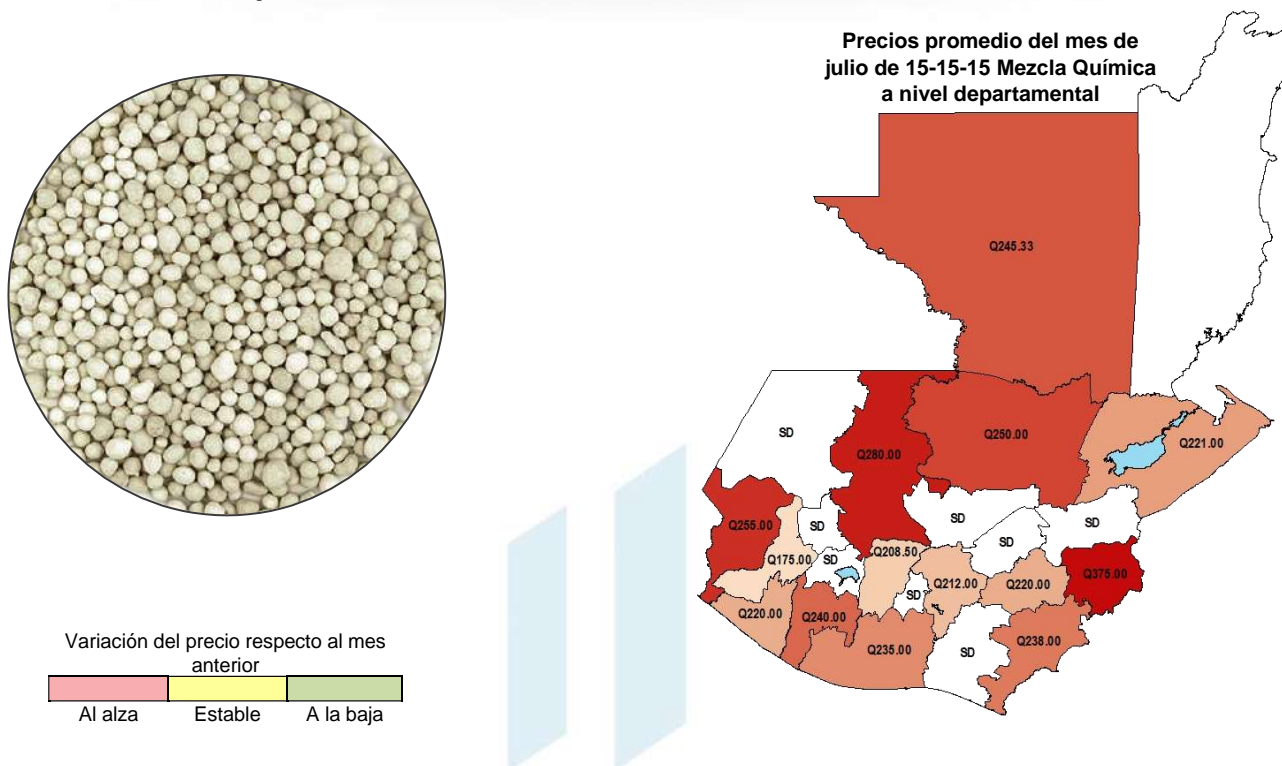 Precios promedio del mes de
julio de 15-15-15 Mezcla Química
a nivel departamental
Q245.33
SD
Q280.00
Q250.00
Q221.00
Q255.00
SD
SD
SD
SD
Q175.00
SD
Q208.50
Q212.00
Q220.00
Q375.00
SD
Q220.00
Q240.00
Q235.00
SD
Q238.00
Variación del precio respecto al mes
anterior
Al alza Estable A la baja